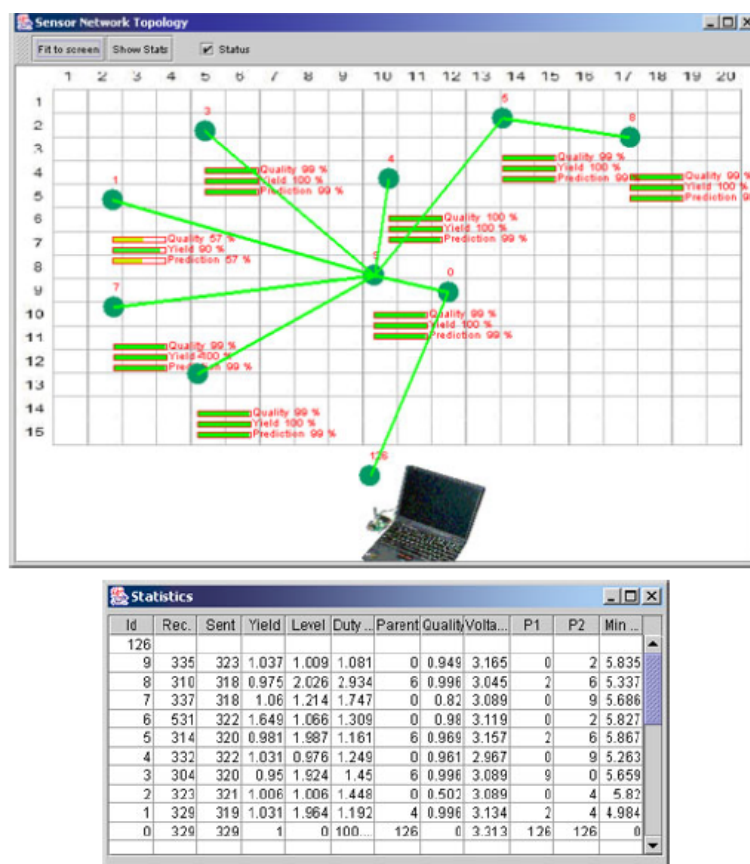 Sensor Network Topology
Fit to screen Show Stats Status
1 2 3 4 5 6 7 8 9 10 11 12 13 14 15 16 17 18 19 20
1
2
3
4
5
6
7
8
9
10
11
12
13
14
15
3
8
4
1
7
0
126
Quality 99 %
Yield 100 %
Prediction 99 %
Quality 99 %
Yield 100 %
Prediction 99
Quality 99 %
Yield 100 %
Prediction
Quality 100 %
Yield 100 %
Prediction 99 %
Quality 57 %
Yield 90 %
Prediction 57 %
Quality 99 %
Yield 100 %
Prediction 99 %
Quality 99 %
Yield 100 %
Prediction 99 %
Quality 99 %
Yield 100 %
Prediction 99 %
Statistics
Id Rec. Sent Yield Level Duty ... Parent Quality Volta... P1 P2 Min ...
126
9 335 323 1.037 1.009 1.081 0 0.949 3.165 0 2 5.835
8 310 318 0.975 2.026 2.934 6 0.996 3.045 2 6 5.337
7 337 318 1.06 1.214 1.747 0 0.82 3.089 0 9 5.686
6 531 322 1.649 1.066 1.309 0 0.98 3.119 0 2 5.827
5 314 320 0.981 1.987 1.161 6 0.969 3.157 2 6 5.867
4 332 322 1.031 0.976 1.249 0 0.961 2.967 0 9 5.263
3 304 320 0.95 1.924 1.45 6 0.996 3.089 9 0 5.659
2 323 321 1.006 1.006 1.448 0 0.502 3.089 0 4 5.82
1 329 319 1.031 1.964 1.192 4 0.996 3.134 2 4 4.984
0 329 329 1 0 100... 126 0 3.313 126 126 0